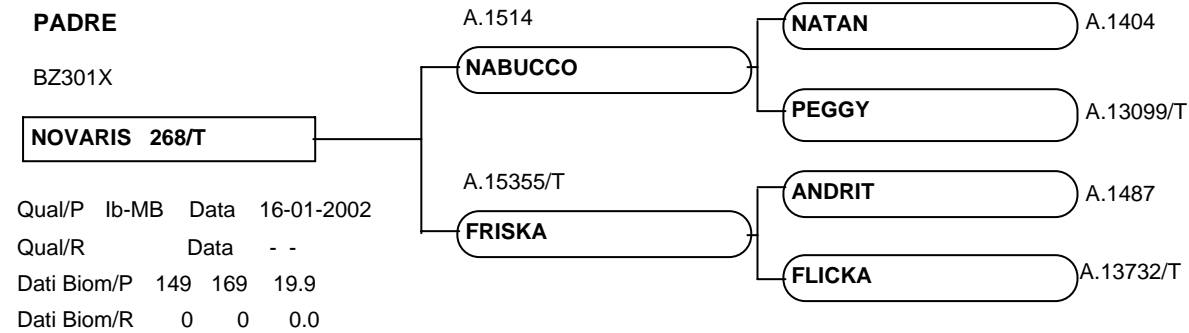 PADRE
BZ301X
NOVARIS 268/T
Qual/P Ib-MB Data 16-01-2002
Qual/R Data - -
Dati Biom/P 149 169 19.9
Dati Biom/R 0 0 0.0
A.1514
NABUCCO
A.15355/T
FRISKA
NATAN A.1404
PEGGY A.13099/T
ANDRIT A.1487
FLICKA A.13732/T